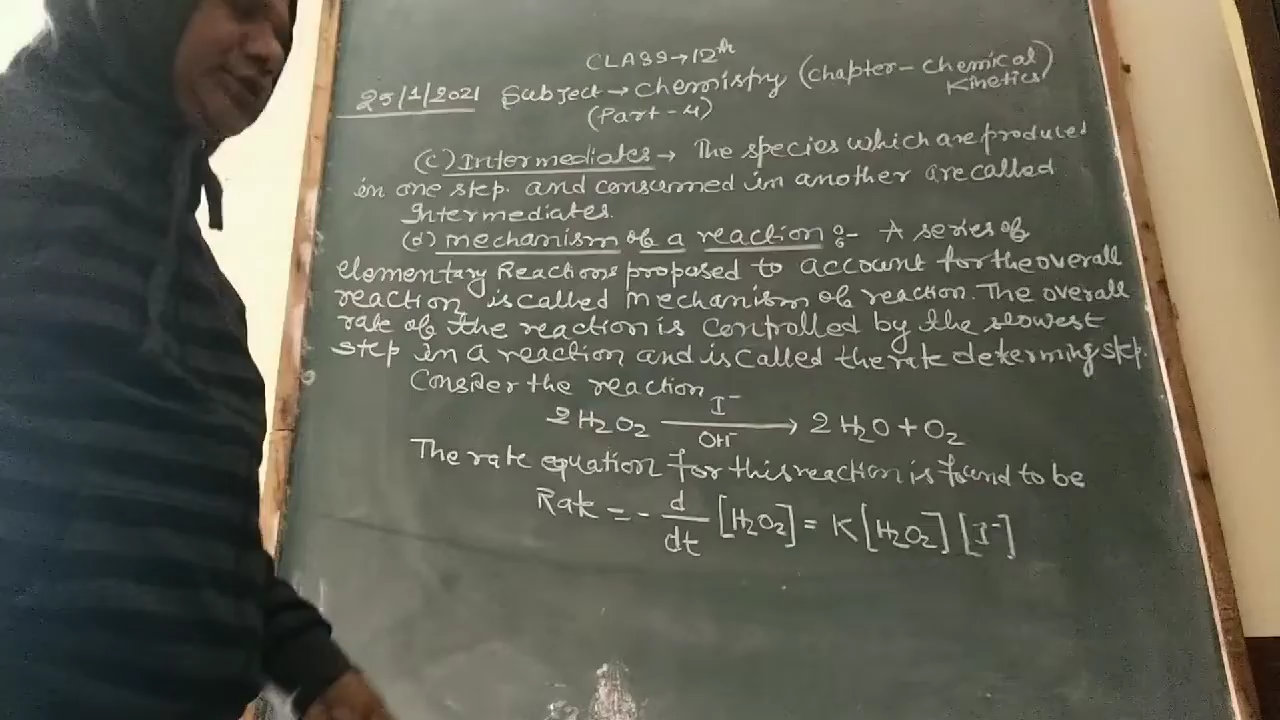 CLASS→12th
25/1/2021 Subject → chemistry (chapter - chemical Kinetics)
(Part-4)
(c) Intermediates → The species which are produced
in one step. and consumed in another are called
Intermediates.
(d) mechanism of a reaction :- A series of
elementary Reactions proposed to account for the overall
reaction is called mechanism of reaction. The overall
rate of the reaction is controlled by the slowest
step in a reaction and is called the rate determining step.
Consider the reaction
2H₂O₂ —I⁻/OH⁻→ 2H₂O + O₂
The rate equation for this reaction is found to be
Rate = - d/dt [H₂O₂] = K[H₂O₂][I⁻]